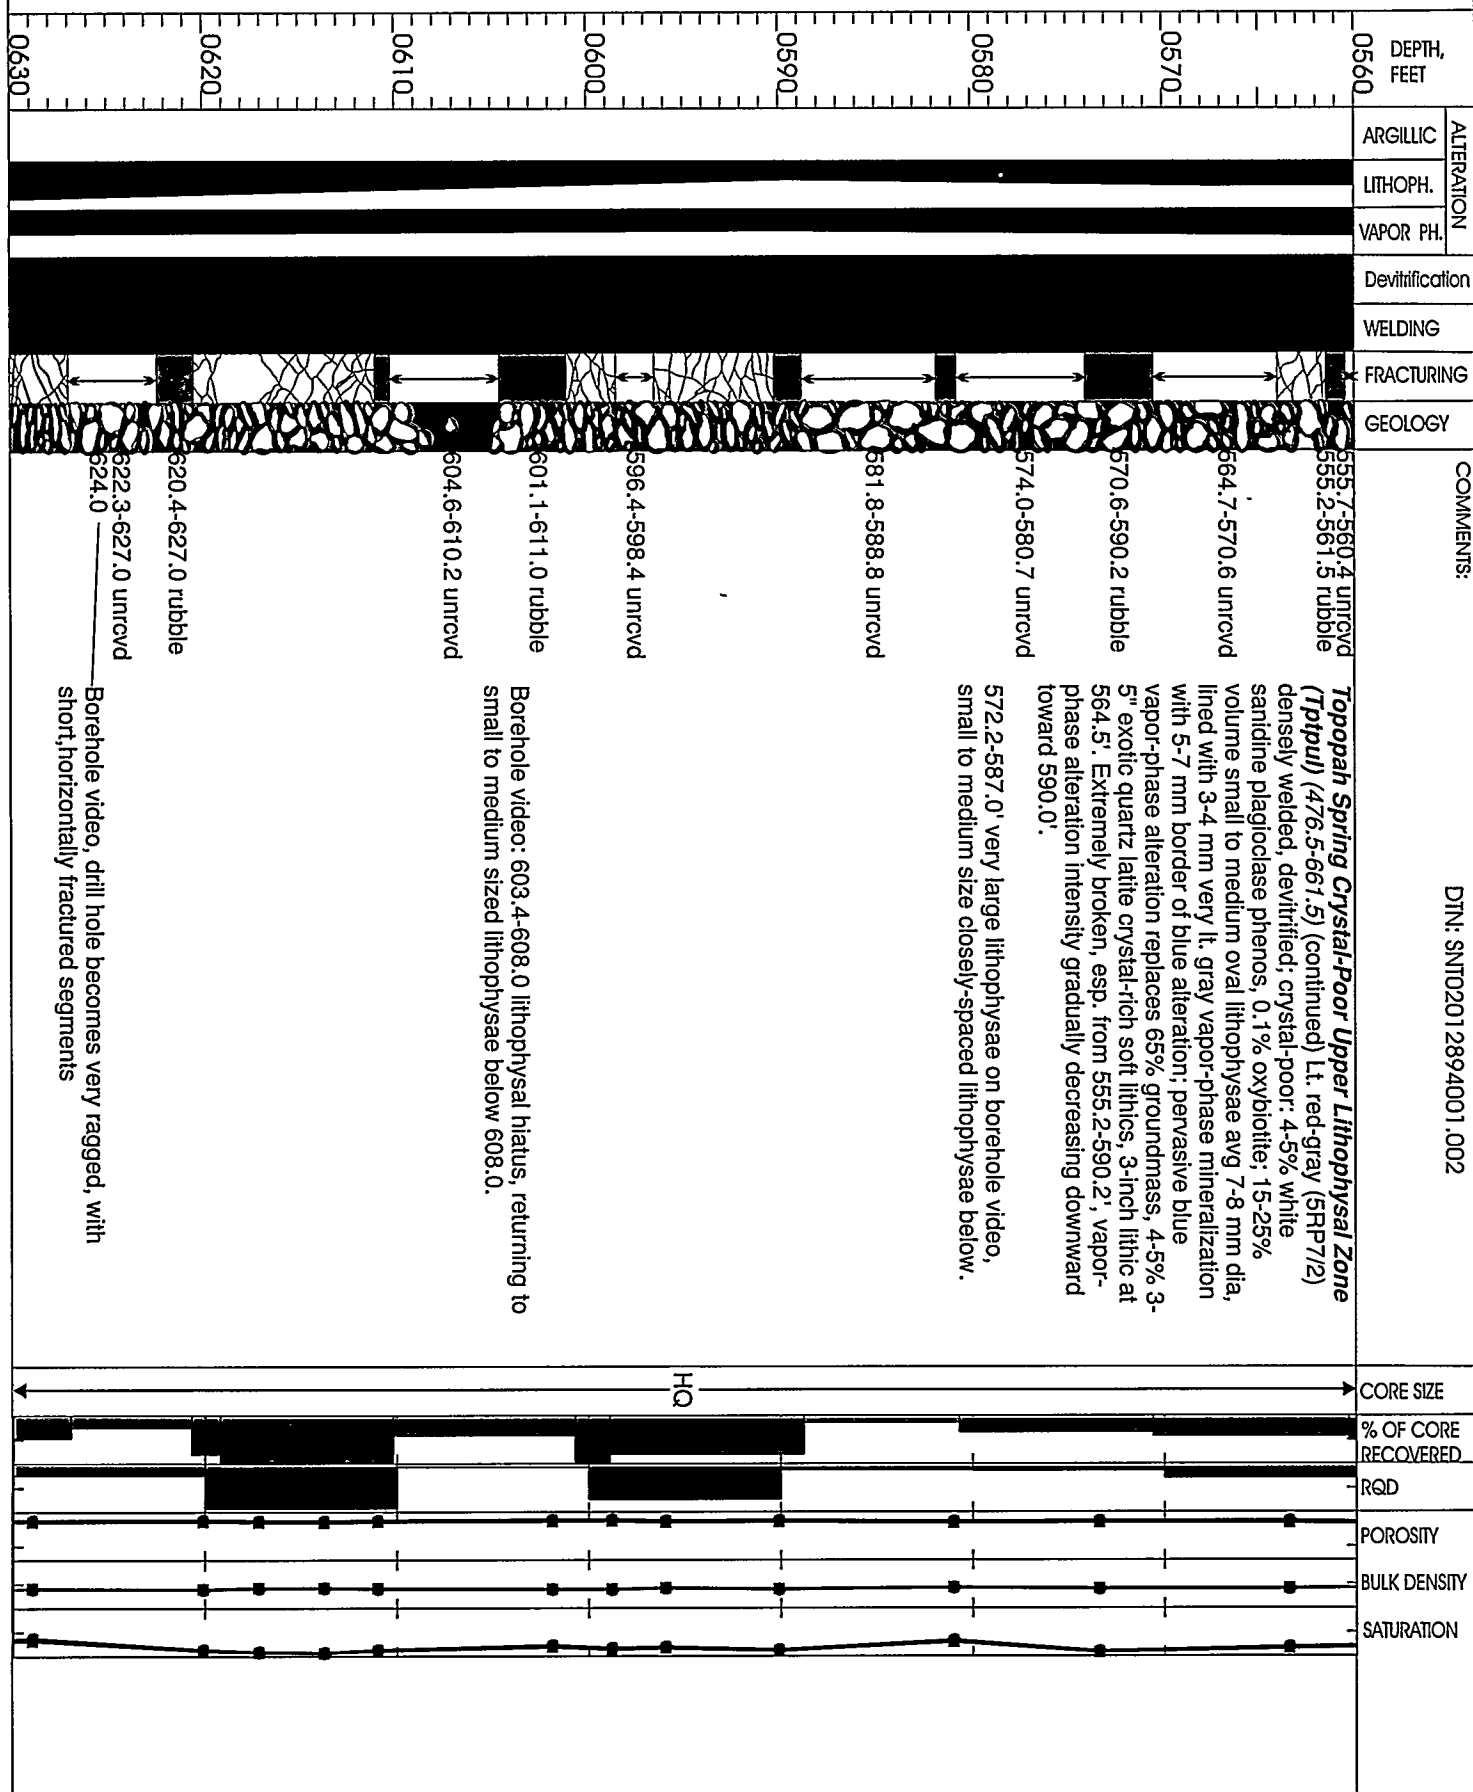 DEPTH,
FEET
0560
0570
0580
0590
0600
0610
0620
0630
ALTERATION
ARGILLIC
LITHOPH.
VAPOR PH.
Devitrification
WELDING
FRACTURING
GEOLOGY
COMMENTS:
DTN: SNT02012894001.002
555.7-560.4 unrcvd
555.2-561.5 rubble
564.7-570.6 unrcvd
570.6-590.2 rubble
574.0-580.7 unrcvd
581.8-588.8 unrcvd
596.4-598.4 unrcvd
601.1-611.0 rubble
604.6-610.2 unrcvd
620.4-627.0 rubble
622.3-627.0 unrcvd
624.0
Topopah Spring Crystal-Poor Upper Lithophysal Zone
(Tptpul) (476.5-661.5) (continued) Lt. red-gray (5RP7/2)
densely welded, devitrified; crystal-poor: 4-5% white
sanidine plagioclase phenos, 0.1% oxybiotite; 15-25%
volume small to medium oval lithophysae avg 7-8 mm dia,
lined with 3-4 mm very lt. gray vapor-phase mineralization
with 5-7 mm border of blue alteration; pervasive blue
vapor-phase alteration replaces 65% groundmass, 4-5% 3-
5" exotic quartz latite crystal-rich soft lithics, 3-inch lithic at
564.5'. Extremely broken, esp. from 555.2-590.2', vapor-
phase alteration intensity gradually decreasing downward
toward 590.0'.
572.2-587.0' very large lithophysae on borehole video,
small to medium size closely-spaced lithophysae below.
Borehole video: 603.4-608.0 lithophysal hiatus, returning to
small to medium sized lithophysae below 608.0.
Borehole video, drill hole becomes very ragged, with
short,horizontally fractured segments
CORE SIZE
HQ
% OF CORE
RECOVERED
RQD
POROSITY
BULK DENSITY
SATURATION